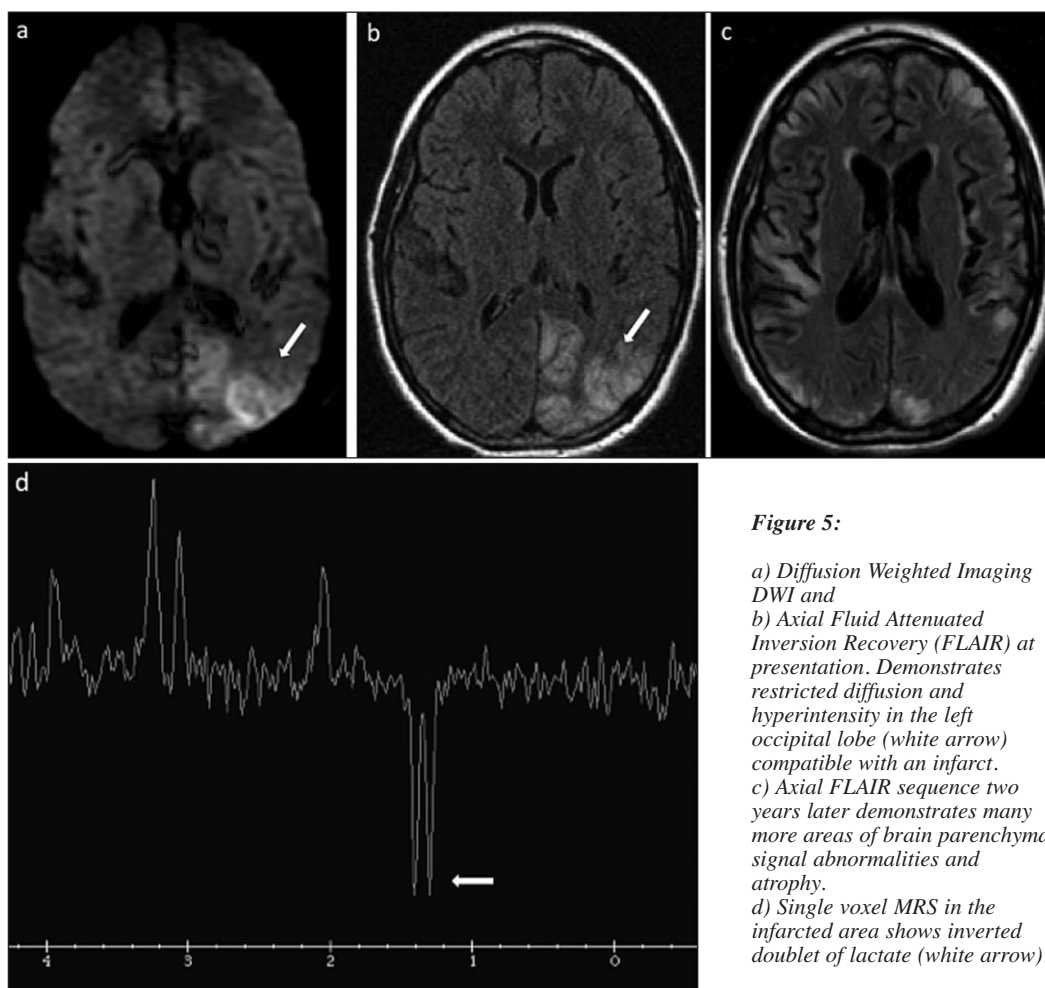 a
b
c
d
4 3 2 1 0
Figure 5:
a) Diffusion Weighted Imaging
DWI and
b) Axial Fluid Attenuated
Inversion Recovery (FLAIR) at
presentation. Demonstrates
restricted diffusion and
hyperintensity in the left
occipital lobe (white arrow)
compatible with an infarct.
c) Axial FLAIR sequence two
years later demonstrates many
more areas of brain parenchyma
signal abnormalities and
atrophy.
d) Single voxel MRS in the
infarcted area shows inverted
doublet of lactate (white arrow)